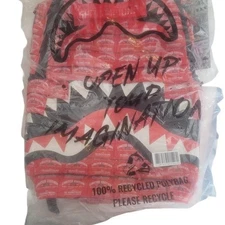 OPEN UP
YOUR
IMAGINATION
100% RECYCLED POLYBAG
PLEASE RECYCLE